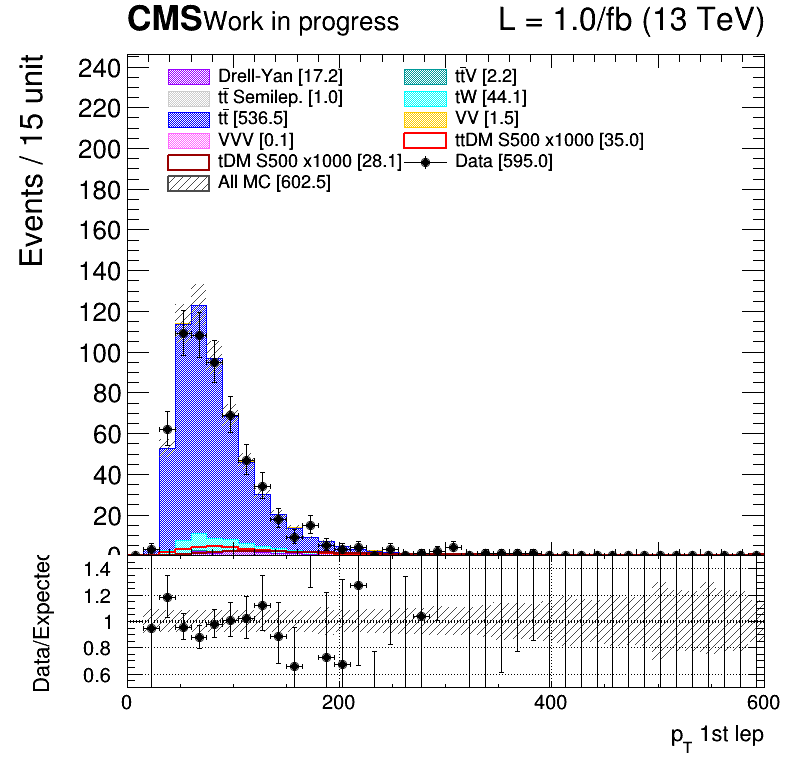 CMS Work in progress L = 1.0/fb (13 TeV)
Events / 15 unit
240
220
200
180
160
140
120
100
80
60
40
20
0
Drell-Yan [17.2] tt̄V [2.2]
tt̄ Semilep. [1.0] tW [44.1]
tt̄ [536.5] VV [1.5]
VVV [0.1] ttDM S500 x1000 [35.0]
tDM S500 x1000 [28.1] Data [595.0]
All MC [602.5]
Data/Expected
1.4
1.2
1
0.8
0.6
0 200 400 600
p_T 1st lep